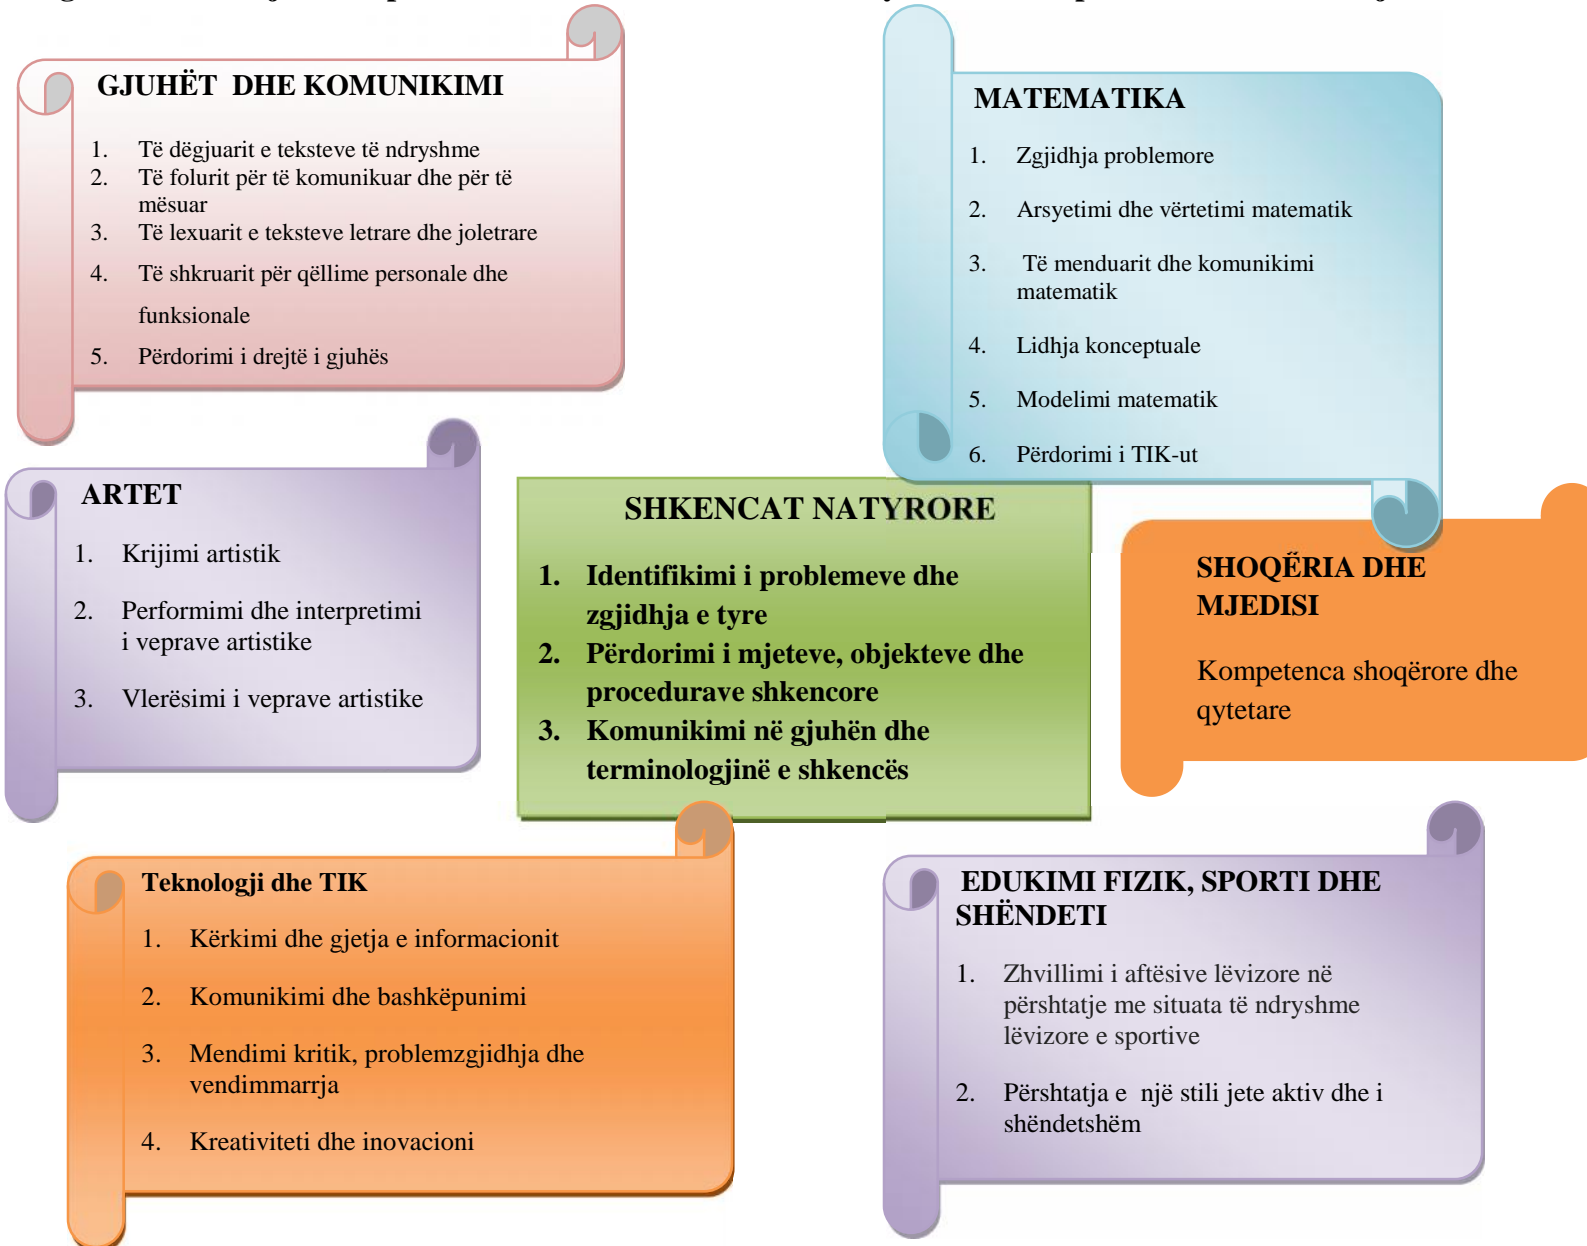 GJUHËT DHE KOMUNIKIMI
1. Të dëgjuarit e teksteve të ndryshme
2. Të folurit për të komunikuar dhe për të
mësuar
3. Të lexuarit e teksteve letrare dhe joletrare
4. Të shkruarit për qëllime personale dhe
funksionale
5. Përdorimi i drejtë i gjuhës
MATEMATIKA
1. Zgjidhja problemore
2. Arsyetimi dhe vërtetimi matematik
3. Të menduarit dhe komunikimi
matematik
4. Lidhja konceptuale
5. Modelimi matematik
6. Përdorimi i TIK-ut
ARTET
1. Krijimi artistik
2. Performimi dhe interpretimi
i veprave artistike
3. Vlerësimi i veprave artistike
SHKENCAT NATYRORE
1. Identifikimi i problemeve dhe
zgjidhja e tyre
2. Përdorimi i mjeteve, objekteve dhe
procedurave shkencore
3. Komunikimi në gjuhën dhe
terminologjinë e shkencës
SHOQËRIA DHE
MJEDISI
Kompetenca shoqërore dhe
qytetare
Teknologji dhe TIK
1. Kërkimi dhe gjetja e informacionit
2. Komunikimi dhe bashkëpunimi
3. Mendimi kritik, problemzgjidhja dhe
vendimmarrja
4. Kreativiteti dhe inovacioni
EDUKIMI FIZIK, SPORTI DHE
SHËNDETI
1. Zhvillimi i aftësive lëvizore në
përshtatje me situata të ndryshme
lëvizore e sportive
2. Përshtatja e një stili jete aktiv dhe i
shëndetshëm